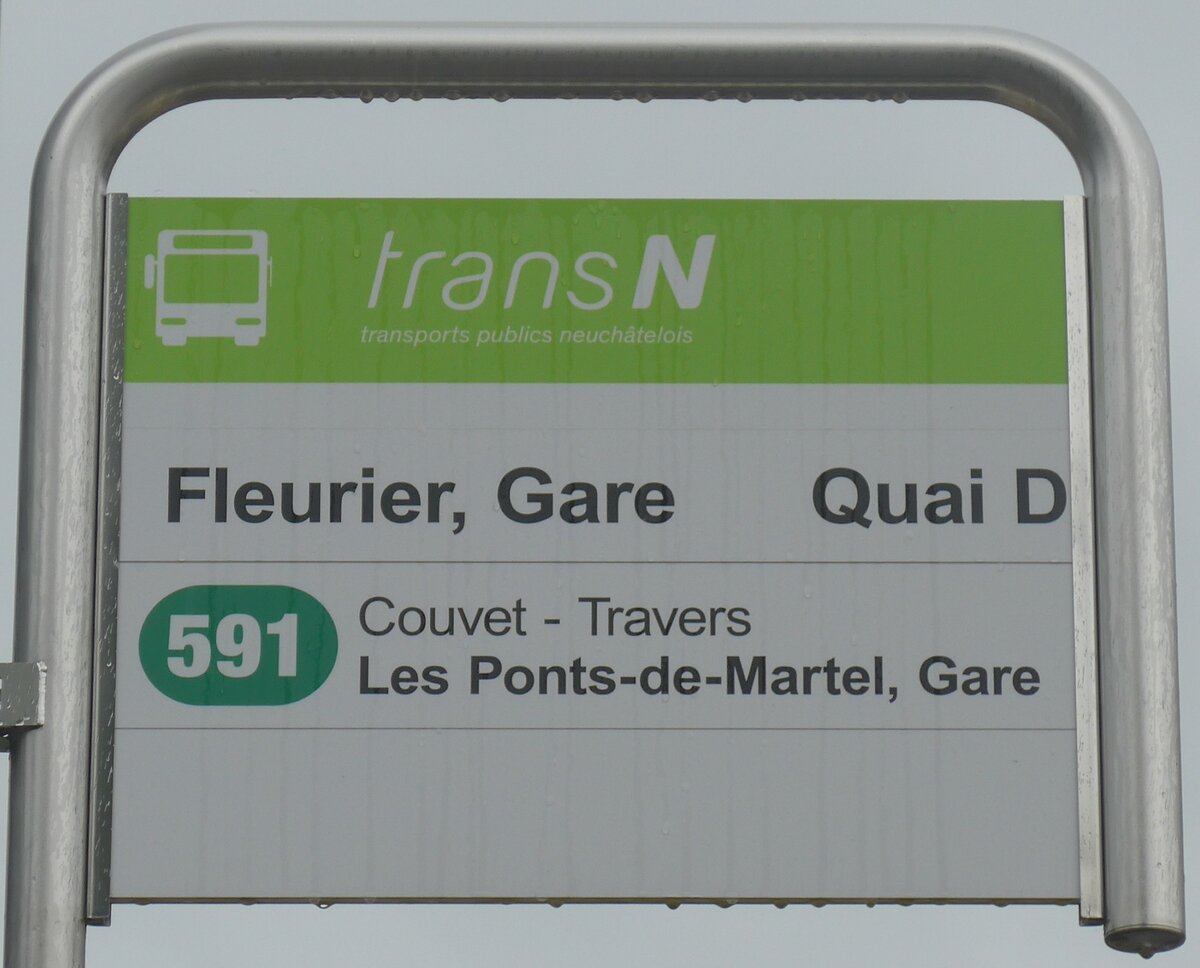 transN
transports publics neuchâtelois
Fleurier, Gare Quai D
591 Couvet - Travers
Les Ponts-de-Martel, Gare